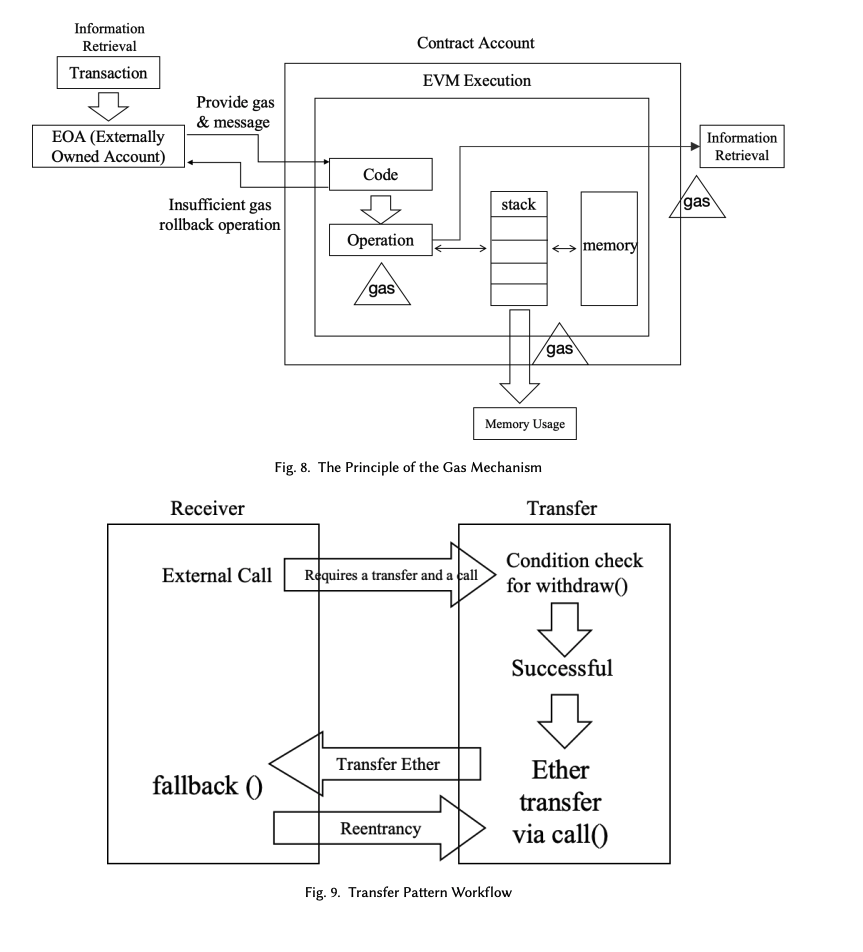 Information
Retrieval
Transaction
EOA (Externally
Owned Account)
Provide gas
& message
Insufficient gas
rollback operation
Contract Account
EVM Execution
Code
Operation
gas
stack
memory
gas
Memory Usage
Information
Retrieval
gas
Fig. 8. The Principle of the Gas Mechanism
Receiver
Transfer
External Call
Requires a transfer and a call
Condition check
for withdraw()
Successful
Transfer Ether
fallback ()
Ether
transfer
via call()
Reentrancy
Fig. 9. Transfer Pattern Workflow